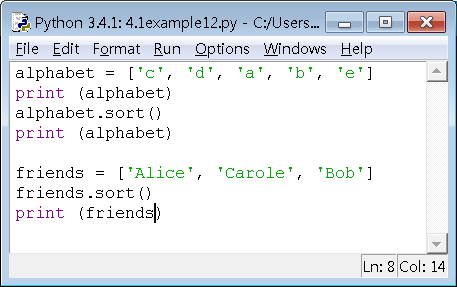 Python 3.4.1: 4.1example12.py - C:/Users...
File Edit Format Run Options Windows Help
alphabet = ['c', 'd', 'a', 'b', 'e']
print (alphabet)
alphabet.sort()
print (alphabet)
friends = ['Alice', 'Carole', 'Bob']
friends.sort()
print (friends)
Ln: 8 Col: 14